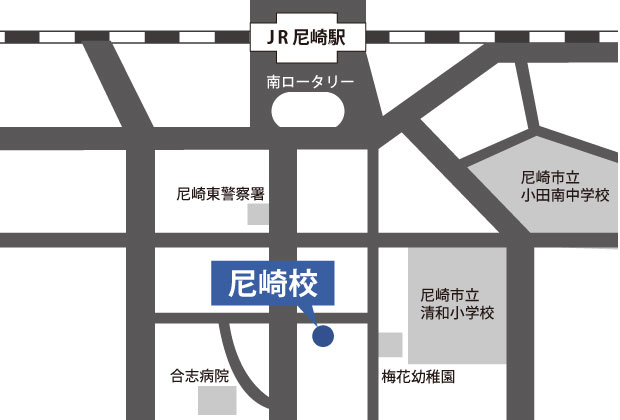 JR尼崎駅
南ロータリー
尼崎東警察署
尼崎市立
小田南中学校
尼崎校
尼崎市立
清和小学校
合志病院
梅花幼稚園